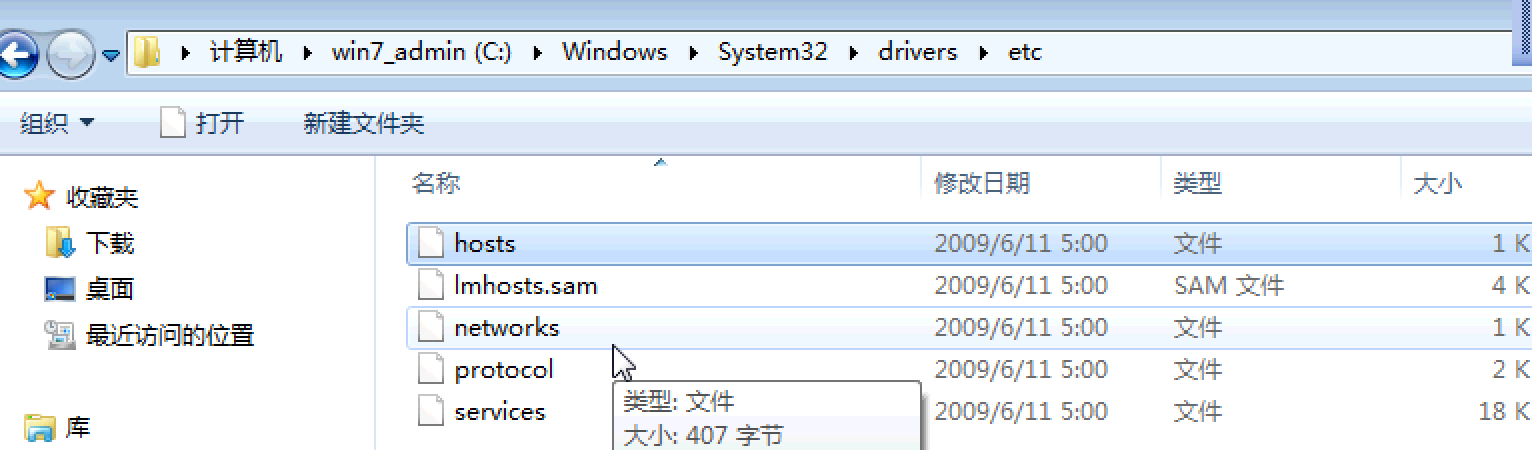 计算机 win7_admin (C:) Windows System32 drivers etc
组织 打开 新建文件夹
名称 修改日期 类型 大小
收藏夹
下载
桌面
最近访问的位置
库
hosts 2009/6/11 5:00 文件 1 K
lmhosts.sam 2009/6/11 5:00 SAM 文件 4 K
networks 2009/6/11 5:00 文件 1 K
protocol 2009/6/11 5:00 文件 2 K
services 2009/6/11 5:00 文件 18 K
类型: 文件
大小: 407 字节